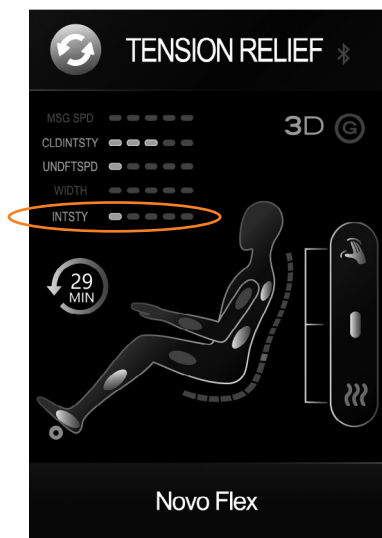 TENSION RELIEF
MSG SPD
CLDINTSTY
UNDFTSPD
WIDTH
INTSTY
3D G
29
MIN
Novo Flex